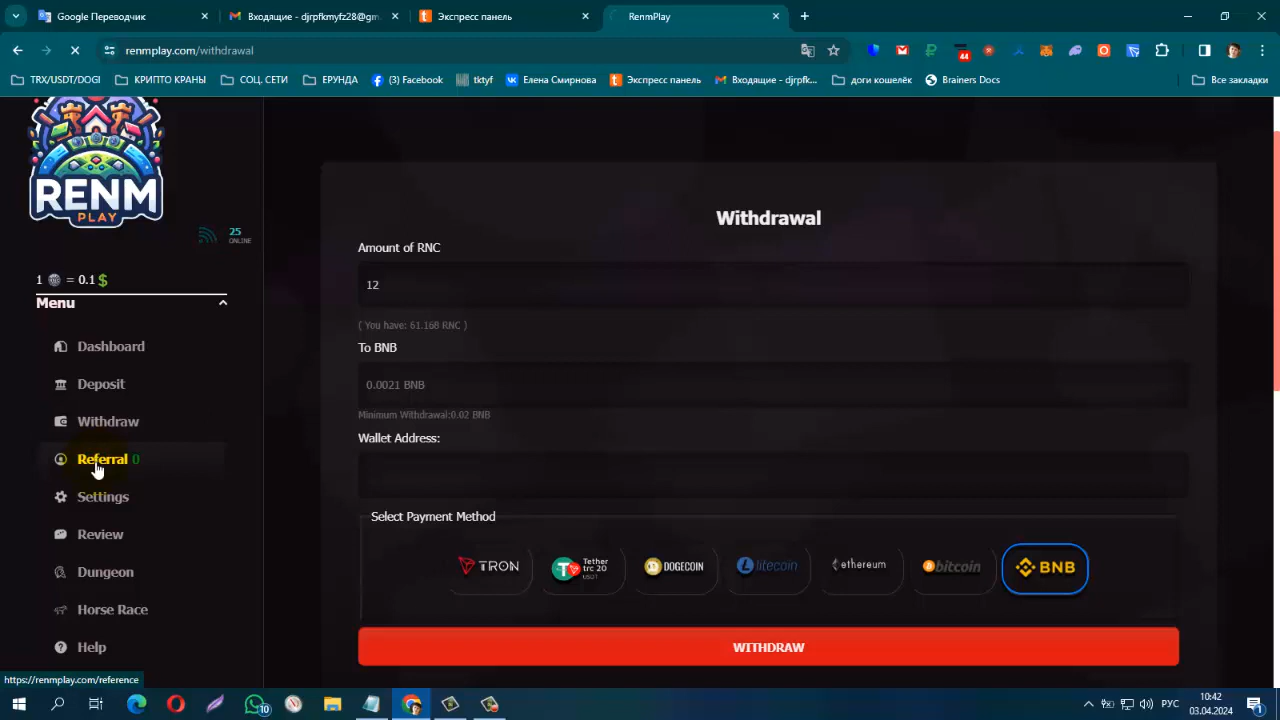 Google Переводчик
Входящие - djrpfkmyfz28@gm
Экспресс панель
RenmPlay
renmplay.com/withdrawal
44
TRX/USDT/DOGI
КРИПТО КРАНЫ
СОЦ. СЕТИ
ЕРУНДА
(3) Facebook
tktyf
Елена Смирнова
Экспресс панель
Входящие - djrpfk...
доги кошелёк
Brainers Docs
Все закладки
RENM
PLAY
25
ONLINE
1 = 0.1 $
Menu
Dashboard
Deposit
Withdraw
Referral 0
Settings
Review
Dungeon
Horse Race
Help
Withdrawal
Amount of RNC
12
( You have: 61.168 RNC )
To BNB
0.0021 BNB
Minimum Withdrawal:0.02 BNB
Wallet Address:
Select Payment Method
TRON
Tether
trc 20
USDT
DOGECOIN
litecoin
ethereum
bitcoin
BNB
WITHDRAW
https://renmplay.com/reference
10
РУС
10:42
03.04.2024
1